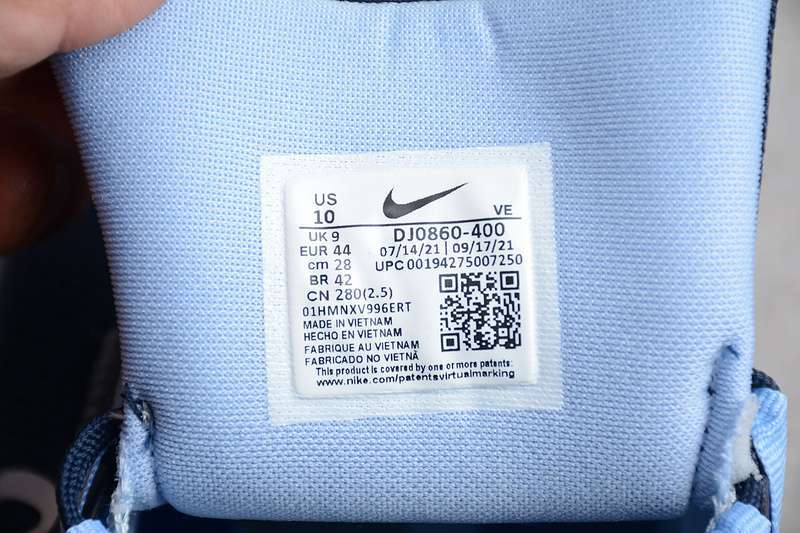 US
10
VE
UK 9
DJ0860-400
EUR 44
07/14/21 | 09/17/21
cm 28
UPC 00194275007250
BR 42
CN 280(2.5)
01HMNXV996ERT
MADE IN VIETNAM
HECHO EN VIETNAM
FABRIQUE AU VIETNAM
FABRICADO NO VIETNÃ
This product is covered by one or more patents:
www.nike.com/patentsvirtualmarking